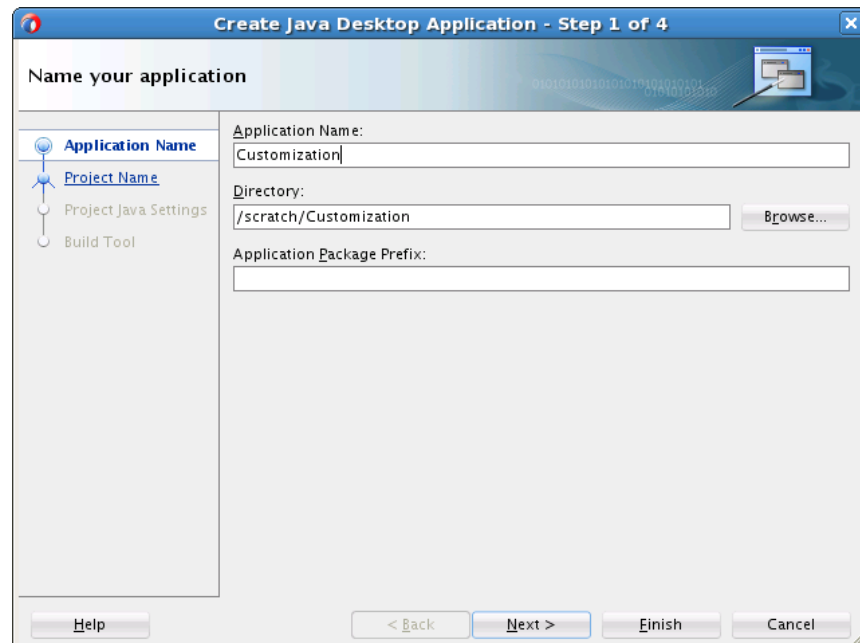 Create Java Desktop Application - Step 1 of 4
Name your application
Application Name
Project Name
Project Java Settings
Build Tool
Application Name:
Customization
Directory:
/scratch/Customization
Browse...
Application Package Prefix:
Help
< Back
Next >
Finish
Cancel